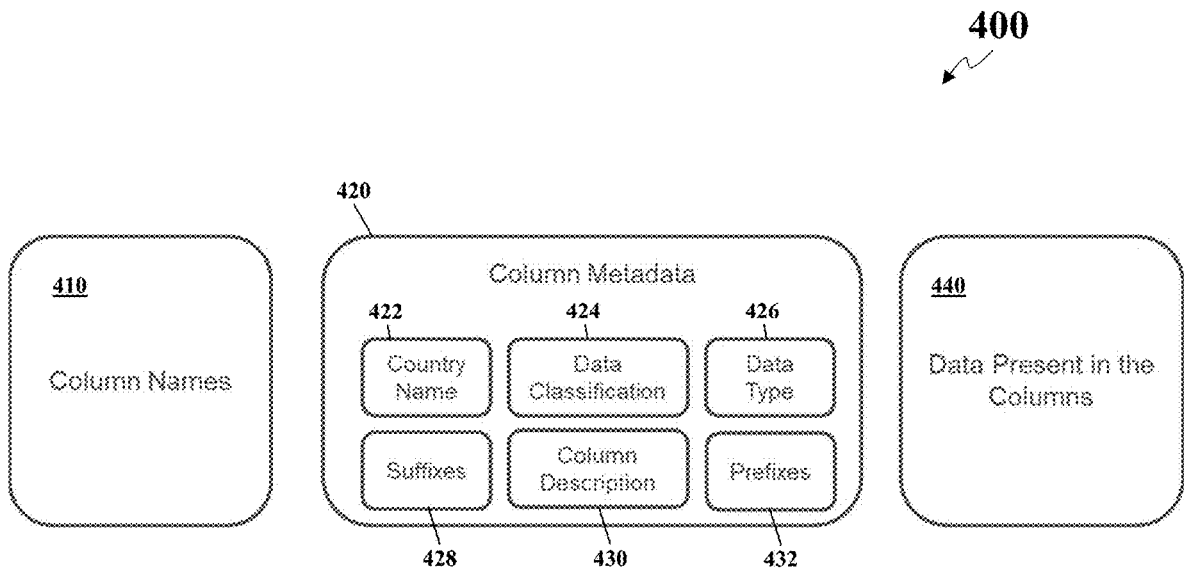 400
420
410
Column Names
Column Metadata
422
424
426
Country
Name
Data
Classification
Data
Type
Suffixes
Column
Description
Prefixes
428
430
432
440
Data Present in the
Columns